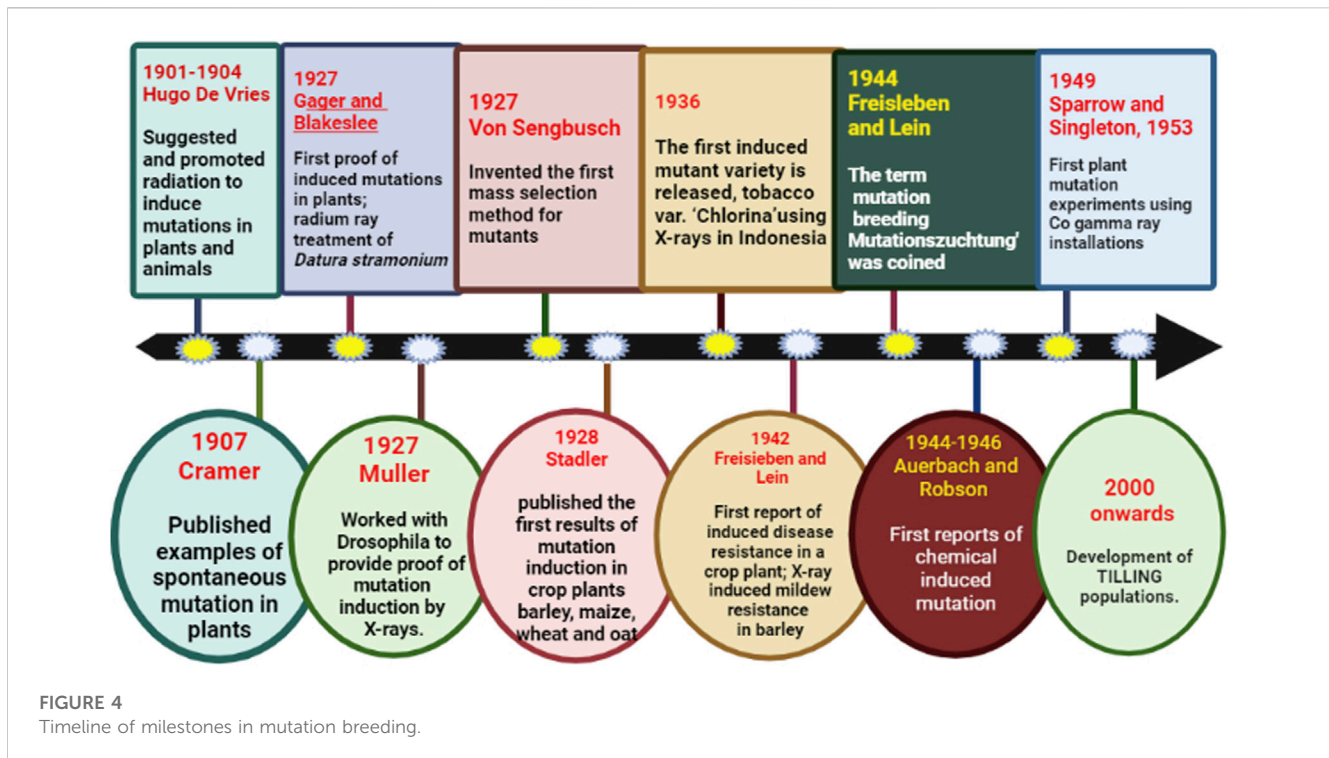 1901-1904
Hugo De Vries
Suggested
and promoted
radiation to
induce
mutations in
plants and
animals
1927
Gager and
Blakeslee
First proof of
induced mutations
in plants;
radium ray
treatment of
Datura stramonium
1927
Von Sengbusch
Invented the first
mass selection
method for
mutants
1936
The first induced
mutant variety is
released, tobacco
var. ‘Chlorina’using
X-rays in Indonesia
1944
Freisleben
and Lein
The term
mutation
breeding
Mutationszuchtung'
was coined
1949
Sparrow and
Singleton, 1953
First plant
mutation
experiments using
Co gamma ray
installations
1907
Cramer
Published
examples of
spontaneous
mutation in
plants
1927
Muller
Worked with
Drosophila to
provide proof of
mutation
induction by
X-rays.
1928
Stadler
published the
first results of
mutation
induction in
crop plants
barley, maize,
wheat and oat
1942
Freisieben and
Lein
First report of
induced disease
resistance in a
crop plant; X-ray
induced mildew
resistance
in barley
1944-1946
Auerbach and
Robson
First reports of
chemical
induced
mutation
2000
onwards
Development of
TILLING
populations.
FIGURE 4
Timeline of milestones in mutation breeding.